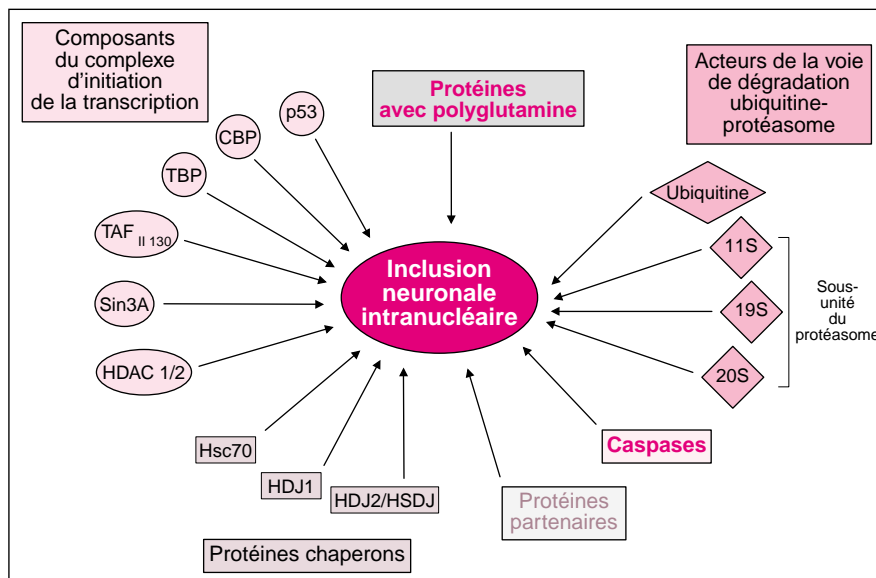 Composants
du complexe
d'initiation
de la transcription
p53
CBP
TBP
TAF II 130
Sin3A
HDAC 1/2
Protéines
avec polyglutamine
Acteurs de la voie
de dégradation
ubiquitine-
protéasome
Ubiquitine
11S
19S
20S
Sous-
unité
du
protéasome
Inclusion
neuronale
intranucléaire
Hsc70
HDJ1
HDJ2/HSDJ
Protéines chaperons
Protéines
partenaires
Caspases